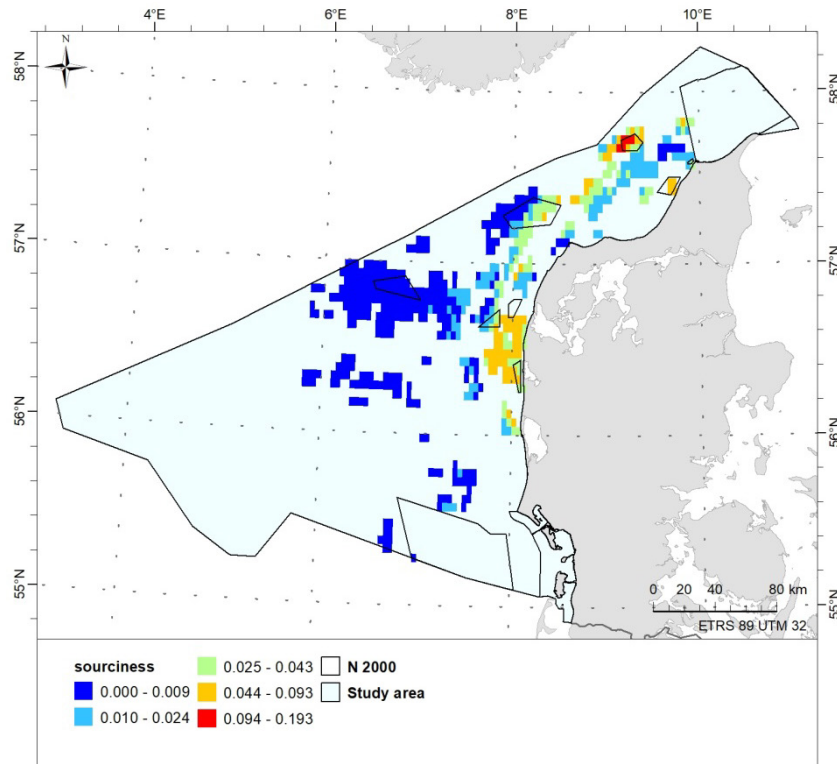 4°E 6°E 8°E 10°E
N
58°N 58°N
57°N 57°N
56°N 56°N
55°N 55°N
0 20 40 80 km
ETRS 89 UTM 32
sourciness 0.025 - 0.043 N 2000
0.000 - 0.009 0.044 - 0.093 Study area
0.010 - 0.024 0.094 - 0.193